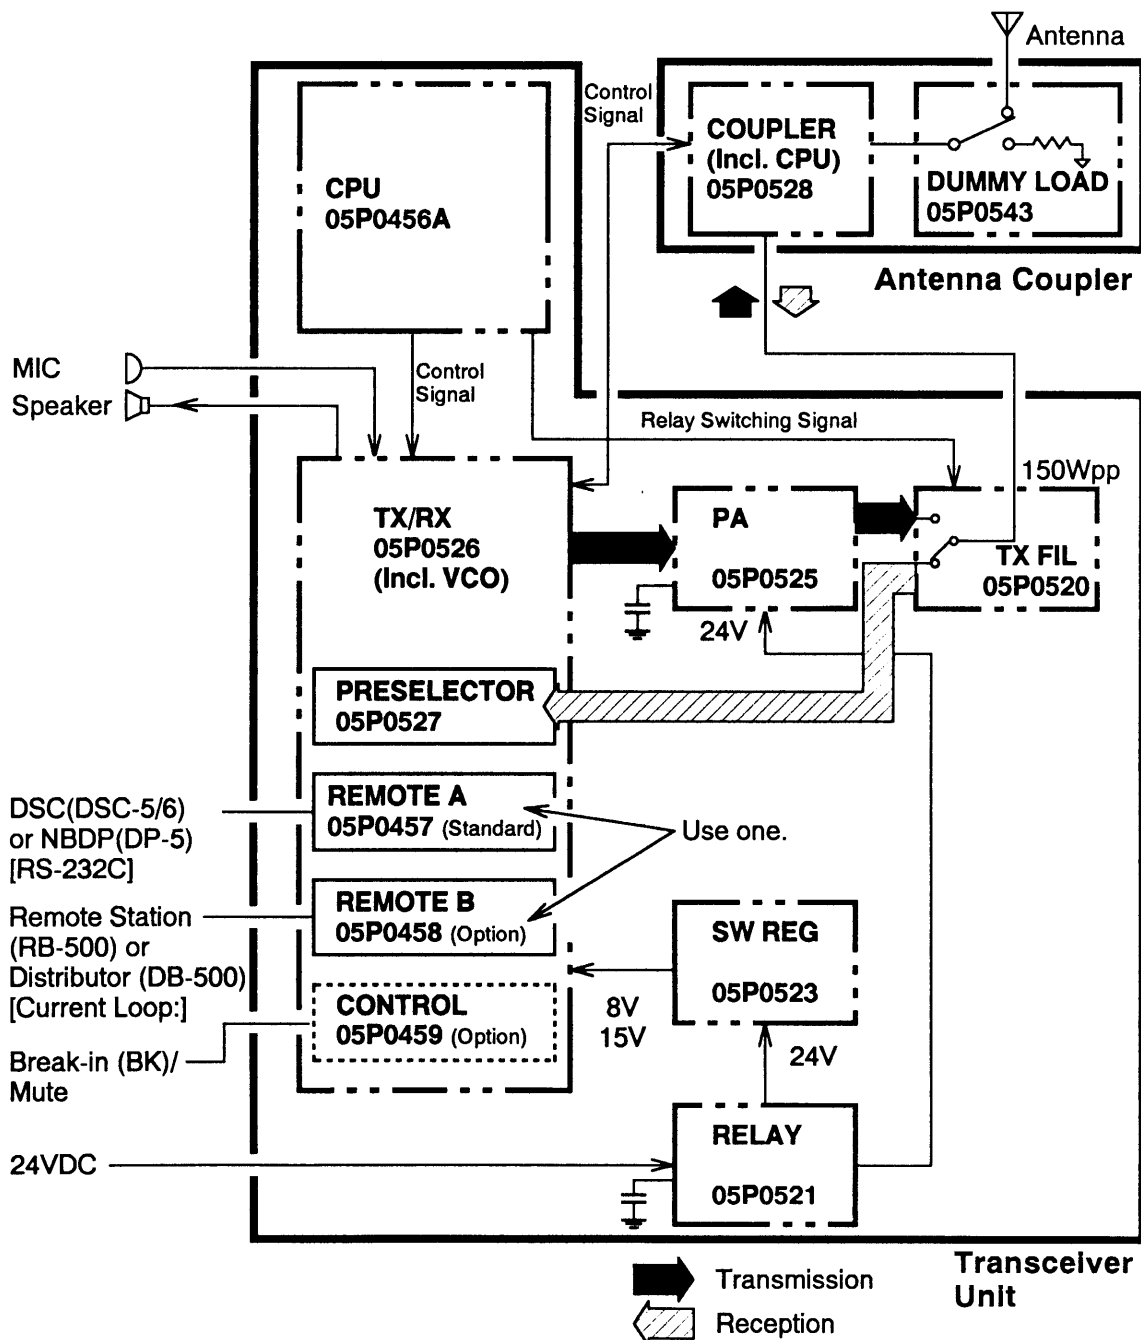 Antenna
Control
Signal
COUPLER
(Incl. CPU)
05P0528
DUMMY LOAD
05P0543
CPU
05P0456A
Antenna Coupler
MIC
Speaker
Control
Signal
Relay Switching Signal
150Wpp
TX/RX
05P0526
(Incl. VCO)
PA
05P0525
TX FIL
05P0520
24V
PRESELECTOR
05P0527
DSC(DSC-5/6)
or NBDP(DP-5)
[RS-232C]
REMOTE A
05P0457 (Standard)
Use one.
Remote Station
(RB-500) or
Distributor (DB-500)
[Current Loop:]
REMOTE B
05P0458 (Option)
SW REG
05P0523
CONTROL
05P0459 (Option)
8V
15V
Break-in (BK)/
Mute
24V
24VDC
RELAY
05P0521
Transceiver
Unit
Transmission
Reception